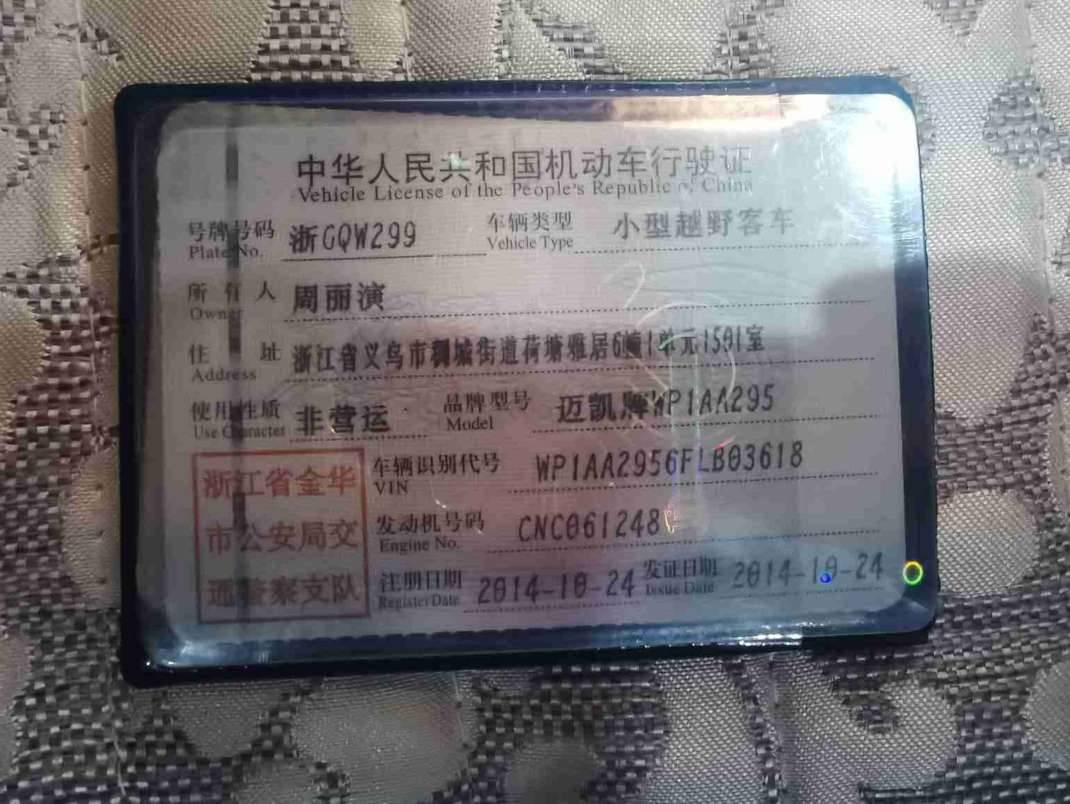 中华人民共和国机动车行驶证
Vehicle License of the People's Republic of China
号牌号码 浙GQW299 车辆类型 小型越野客车
Plate No. Vehicle Type
所有人 周丽演
Owner
住址 浙江省义乌市稠城街道荷塘雅居6幢1单元1501室
Address
使用性质 非营运 品牌型号 迈凯牌WP1AA295
Use Character Model
浙江省金华
市公安局交
通警察支队
车辆识别代号 WP1AA2956FLB03618
VIN
发动机号码 CNC061248
Engine No.
注册日期 2014-10-24 发证日期 2014-10-24
Register Date Issue Date